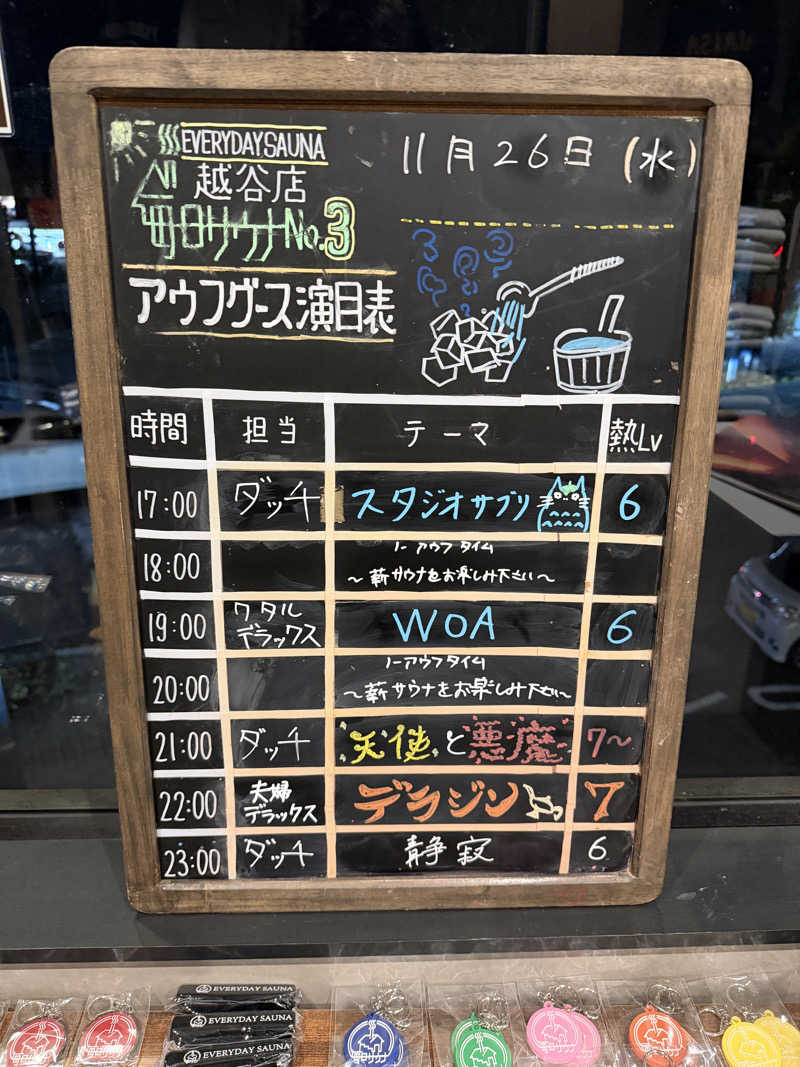 EVERYDAY SAUNA
越谷店
毎日サウナNo.3
アウフグース演目表
11月26日(水)
時間 担当 テーマ 熱Lv
17:00 ダッチ スタジオサブリ 6
18:00 ノーアウフタイム
~薪サウナをお楽しみ下さい~
19:00 ワタル
デラックス WOA 6
20:00 ノーアウフタイム
~薪サウナをお楽しみ下さい~
21:00 ダッチ 天使と悪魔 7~
22:00 夫婦
デラックス デラジン 7
23:00 ダッチ 静寂 6
EVERYDAY SAUNA
EVERYDAY SAUNA
EVERYDAY SAUNA